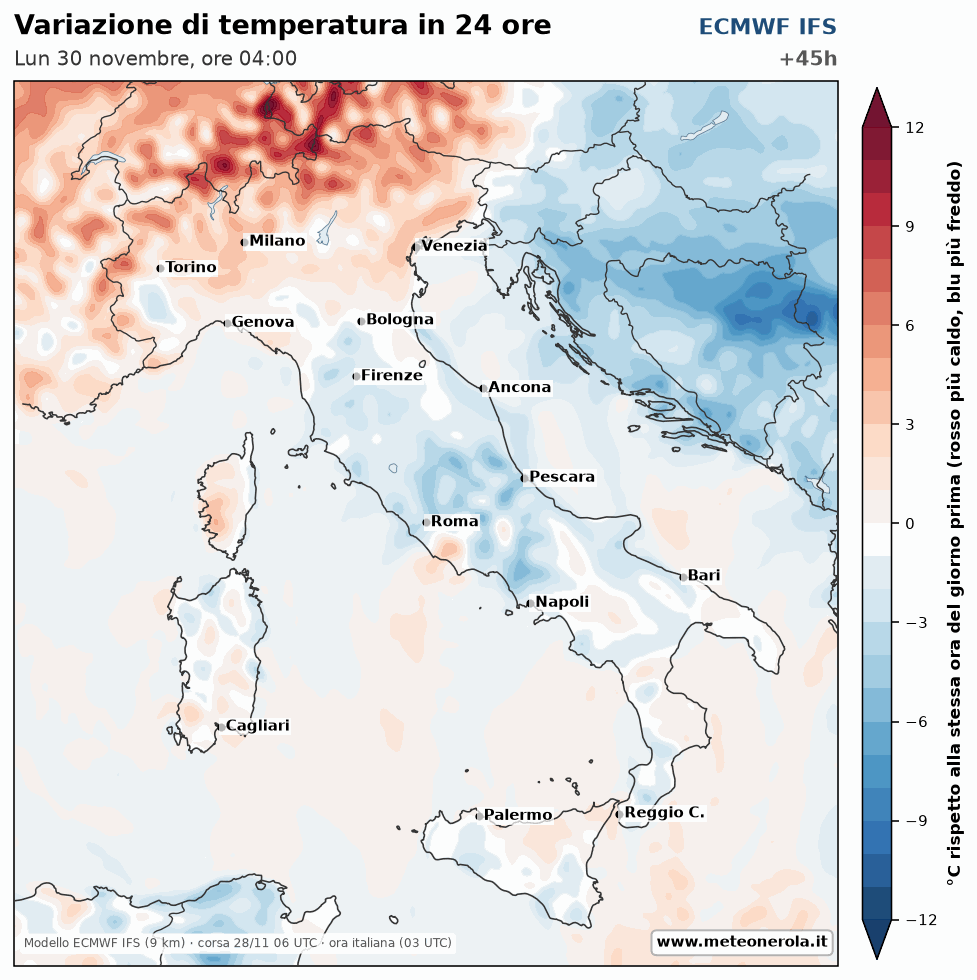 Variazione di temperatura in 24 ore
ECMWF IFS
Lun 30 novembre, ore 04:00
+45h
Milano
Venezia
Torino
Genova
Bologna
Firenze
Ancona
Pescara
Roma
Bari
Napoli
Cagliari
Palermo
Reggio C.
12
9
6
3
0
−3
−6
−9
−12
°C rispetto alla stessa ora del giorno prima (rosso più caldo, blu più freddo)
Modello ECMWF IFS (9 km) · corsa 28/11 06 UTC · ora italiana (03 UTC)
www.meteonerola.it